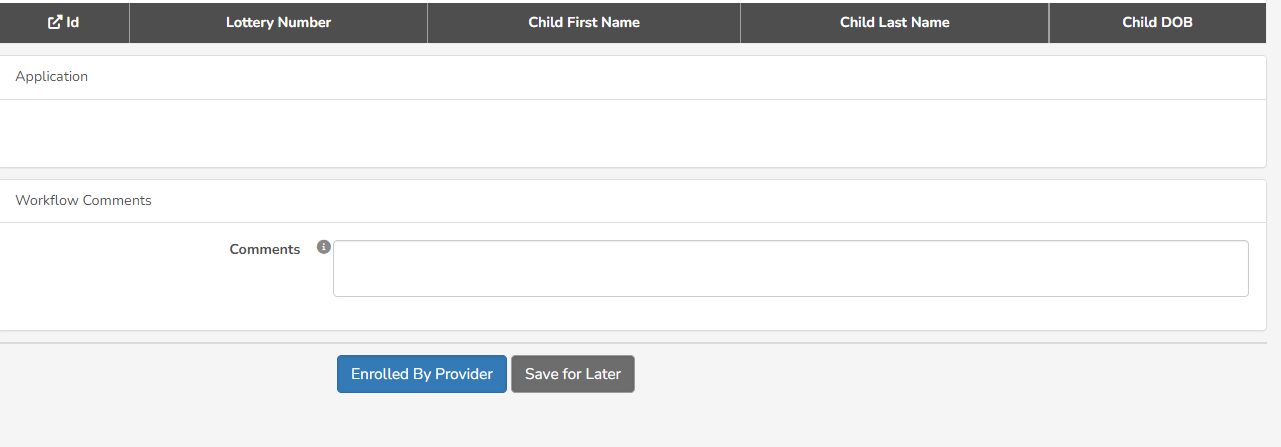 Id Lottery Number Child First Name Child Last Name Child DOB
Application
Workflow Comments
Comments
Enrolled By Provider Save for Later